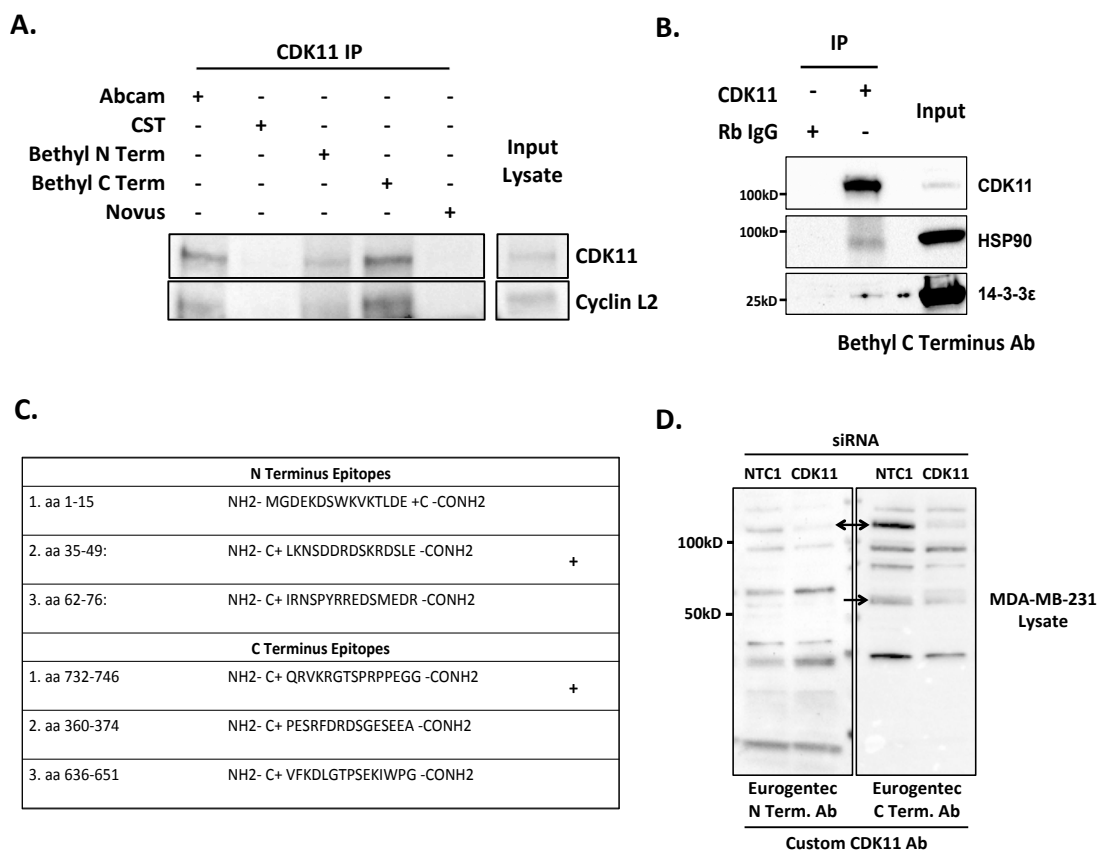 A.
CDK11 IP
Abcam + - - - -
CST - + - - -
Bethyl N Term - - + - -
Bethyl C Term - - - + -
Novus - - - - +
Input
Lysate
CDK11
Cyclin L2
B.
IP
CDK11 - +
Rb IgG + -
Input
100kD
CDK11
100kD
HSP90
25kD
14-3-3ε
Bethyl C Terminus Ab
C.
N Terminus Epitopes
1. aa 1-15 NH2- MGDEKDSWKVKTLDE +C -CONH2
2. aa 35-49: NH2- C+ LKNSDDRDSKRDSLE -CONH2 +
3. aa 62-76: NH2- C+ IRNSPYRREDSMEDR -CONH2
C Terminus Epitopes
1. aa 732-746 NH2- C+ QRVKRGTSPRPPEGG -CONH2 +
2. aa 360-374 NH2- C+ PESRFDRDSGESEEA -CONH2
3. aa 636-651 NH2- C+ VFKDLGTPSEKIWPG -CONH2
D.
siRNA
NTC1 CDK11 NTC1 CDK11
100kD
50kD
MDA-MB-231
Lysate
Eurogentec Eurogentec
N Term. Ab C Term. Ab
Custom CDK11 Ab